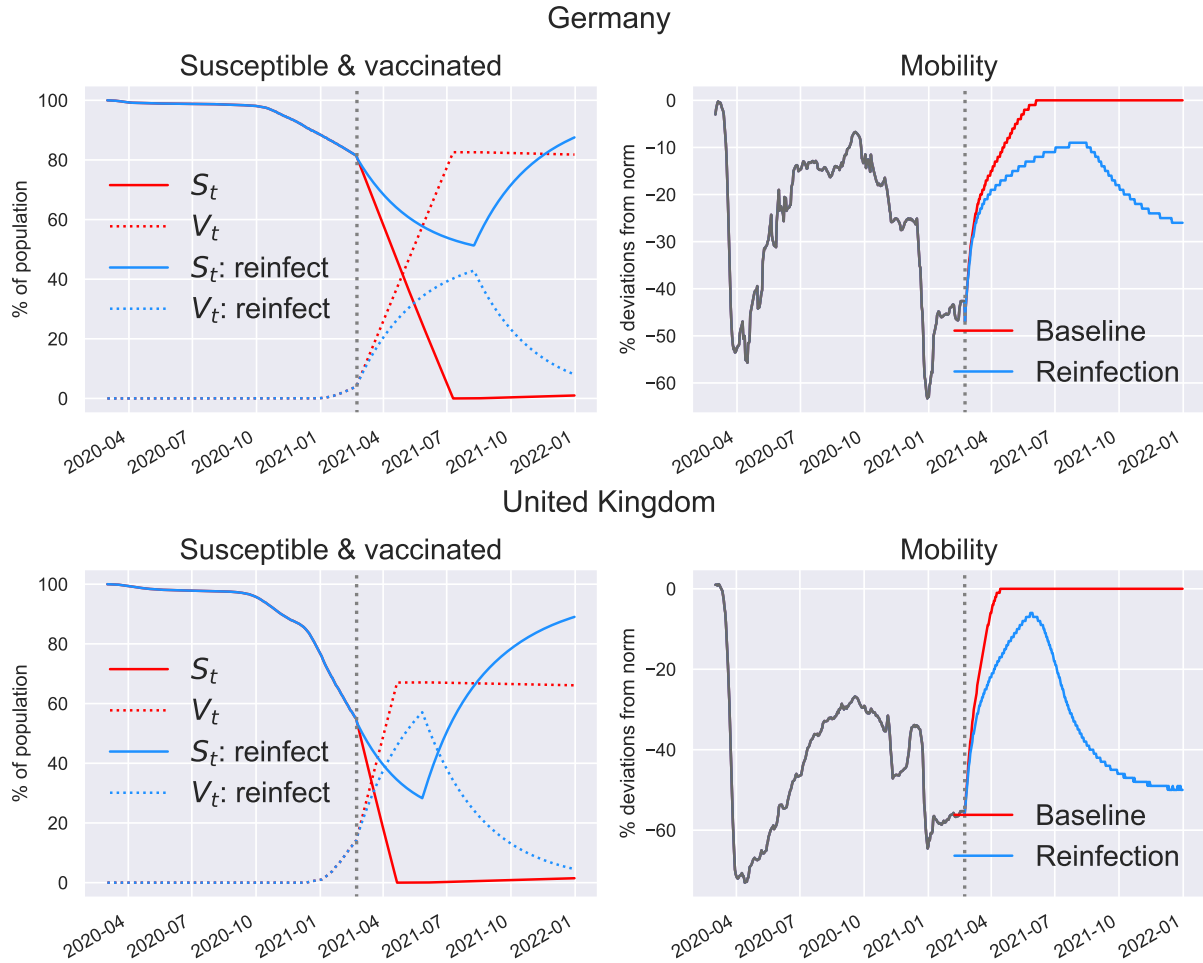 Germany
Susceptible & vaccinated
% of population
100
80
60
40
20
0
S_t
V_t
S_t: reinfect
V_t: reinfect
2020-04
2020-07
2020-10
2021-01
2021-04
2021-07
2021-10
2022-01
Mobility
% deviations from norm
0
−10
−20
−30
−40
−50
−60
Baseline
Reinfection
2020-04
2020-07
2020-10
2021-01
2021-04
2021-07
2021-10
2022-01
United Kingdom
Susceptible & vaccinated
% of population
100
80
60
40
20
0
S_t
V_t
S_t: reinfect
V_t: reinfect
2020-04
2020-07
2020-10
2021-01
2021-04
2021-07
2021-10
2022-01
Mobility
% deviations from norm
0
−20
−40
−60
Baseline
Reinfection
2020-04
2020-07
2020-10
2021-01
2021-04
2021-07
2021-10
2022-01